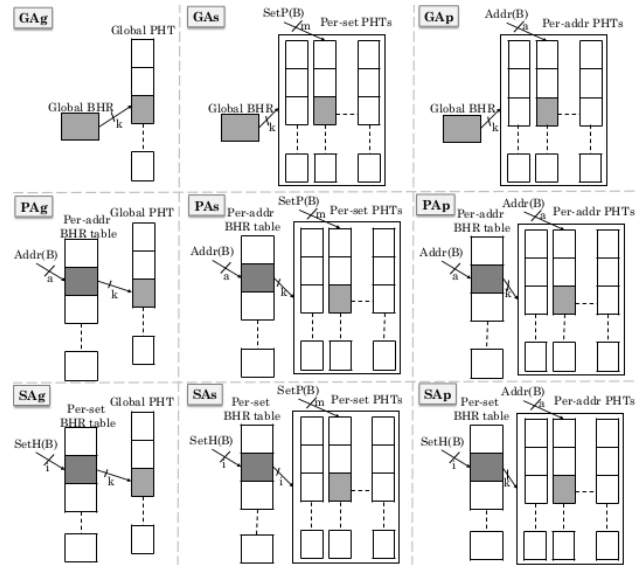 GAg
Global PHT
Global BHR
k
GAs
SetP(B)
m
Per-set PHTs
Global BHR
k
GAp
Addr(B)
a
Per-addr PHTs
Global BHR
k
PAg
Per-addr
BHR table
Global PHT
Addr(B)
a
k
PAs
Per-addr
BHR table
SetP(B)
m
Per-set PHTs
Addr(B)
a
k
PAp
Per-addr
BHR table
Addr(B)
a
Per-addr PHTs
Addr(B)
a
k
SAg
Per-set
BHR table
Global PHT
SetH(B)
i
k
SAs
Per-set
BHR table
SetP(B)
m
Per-set PHTs
SetH(B)
i
i
SAp
Per-set
BHR table
Addr(B)
a
Per-addr PHTs
SetH(B)
i
k